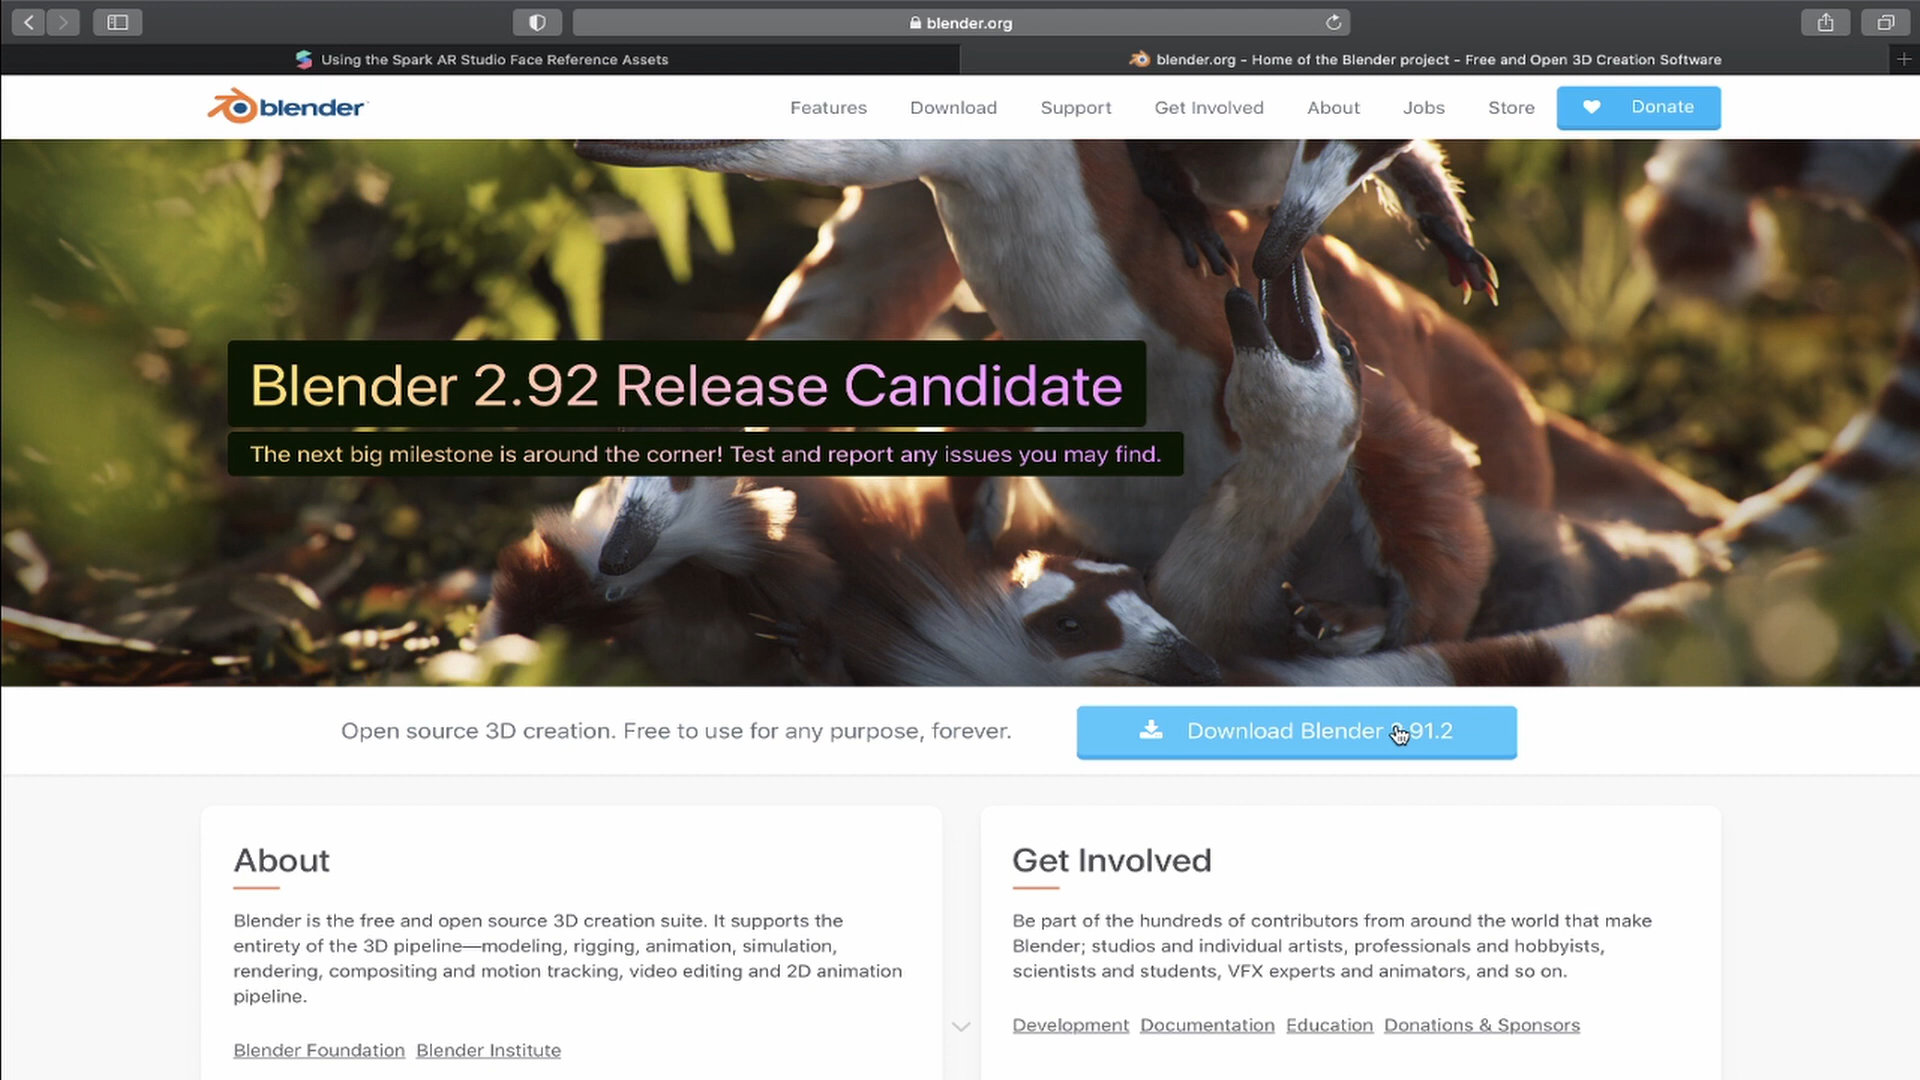 blender.org
Using the Spark AR Studio Face Reference Assets
blender.org - Home of the Blender project - Free and Open 3D Creation Software
blender
Features Download Support Get Involved About Jobs Store Donate
Blender 2.92 Release Candidate
The next big milestone is around the corner! Test and report any issues you may find.
Open source 3D creation. Free to use for any purpose, forever.
Download Blender 2.91.2
About
Blender is the free and open source 3D creation suite. It supports the
entirety of the 3D pipeline—modeling, rigging, animation, simulation,
rendering, compositing and motion tracking, video editing and 2D animation
pipeline.
Blender Foundation Blender Institute
Get Involved
Be part of the hundreds of contributors from around the world that make
Blender; studios and individual artists, professionals and hobbyists,
scientists and students, VFX experts and animators, and so on.
Development Documentation Education Donations & Sponsors